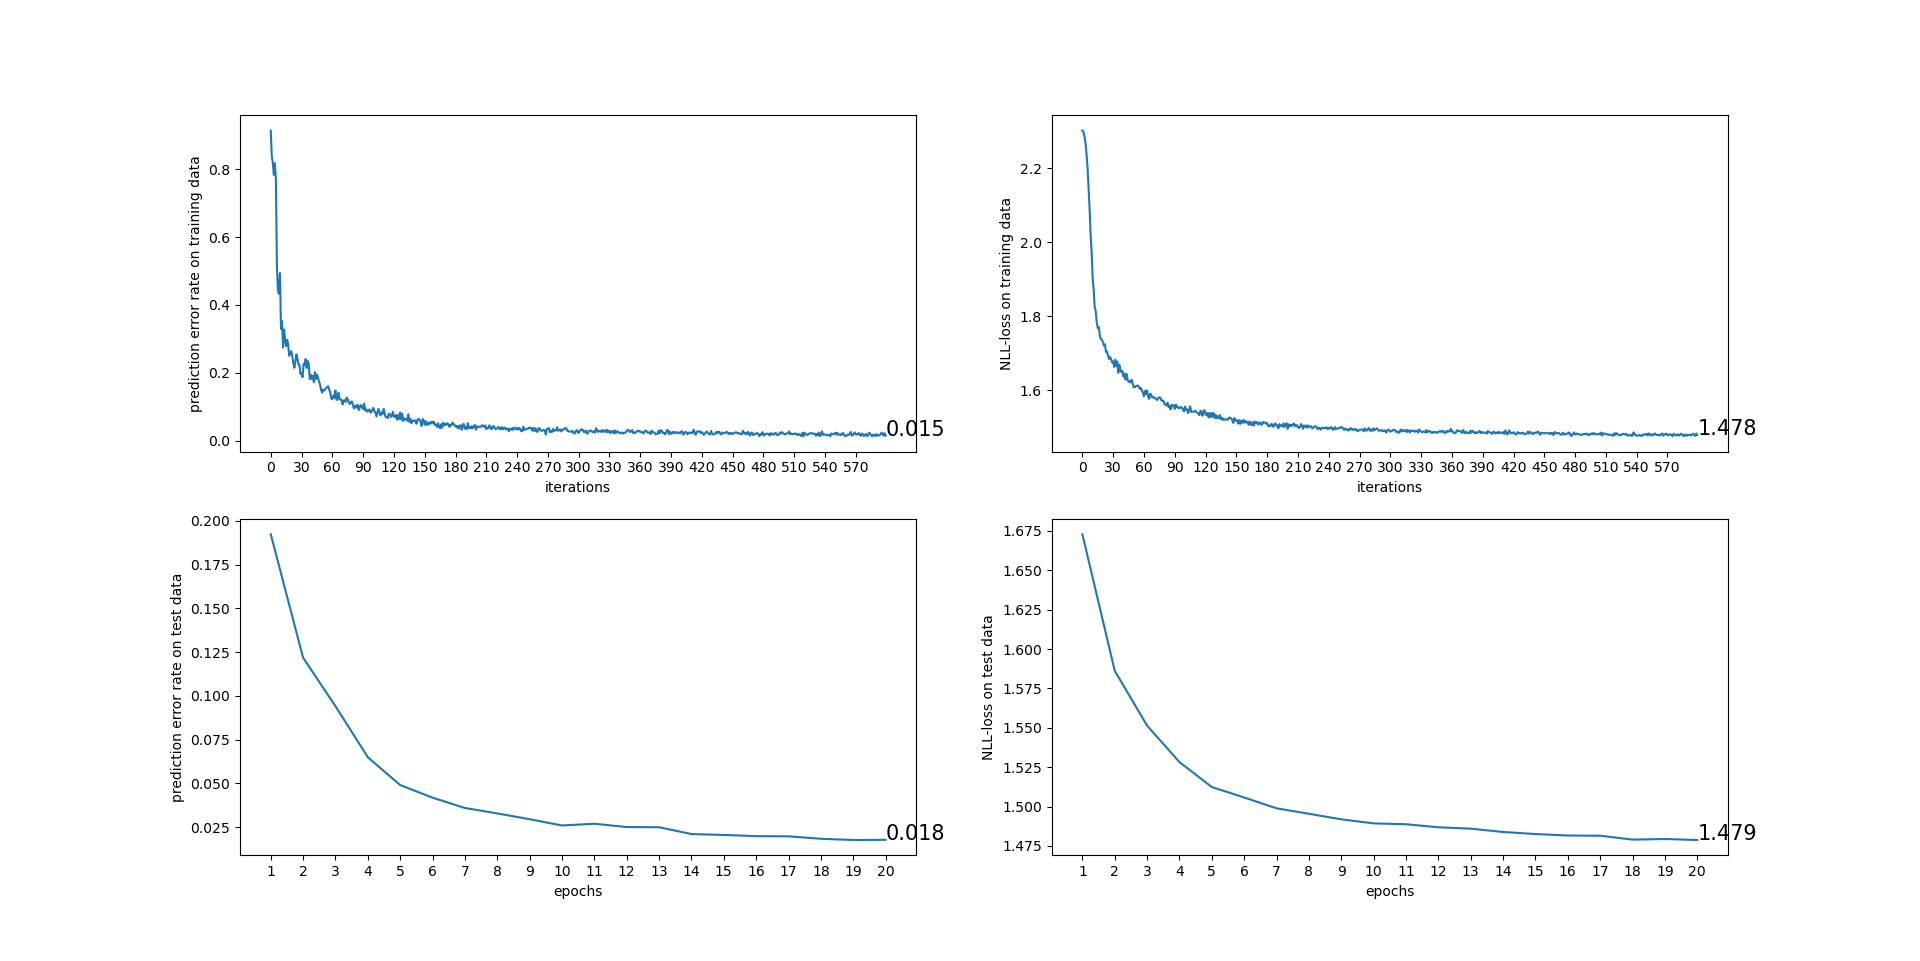 prediction error rate on training data
0.8
0.6
0.4
0.2
0.0
0.015
0 30 60 90 120 150 180 210 240 270 300 330 360 390 420 450 480 510 540 570
iterations
NLL-loss on training data
2.2
2.0
1.8
1.6
1.478
0 30 60 90 120 150 180 210 240 270 300 330 360 390 420 450 480 510 540 570
iterations
prediction error rate on test data
0.200
0.175
0.150
0.125
0.100
0.075
0.050
0.025
0.018
1 2 3 4 5 6 7 8 9 10 11 12 13 14 15 16 17 18 19 20
epochs
NLL-loss on test data
1.675
1.650
1.625
1.600
1.575
1.550
1.525
1.500
1.475
1.479
1 2 3 4 5 6 7 8 9 10 11 12 13 14 15 16 17 18 19 20
epochs